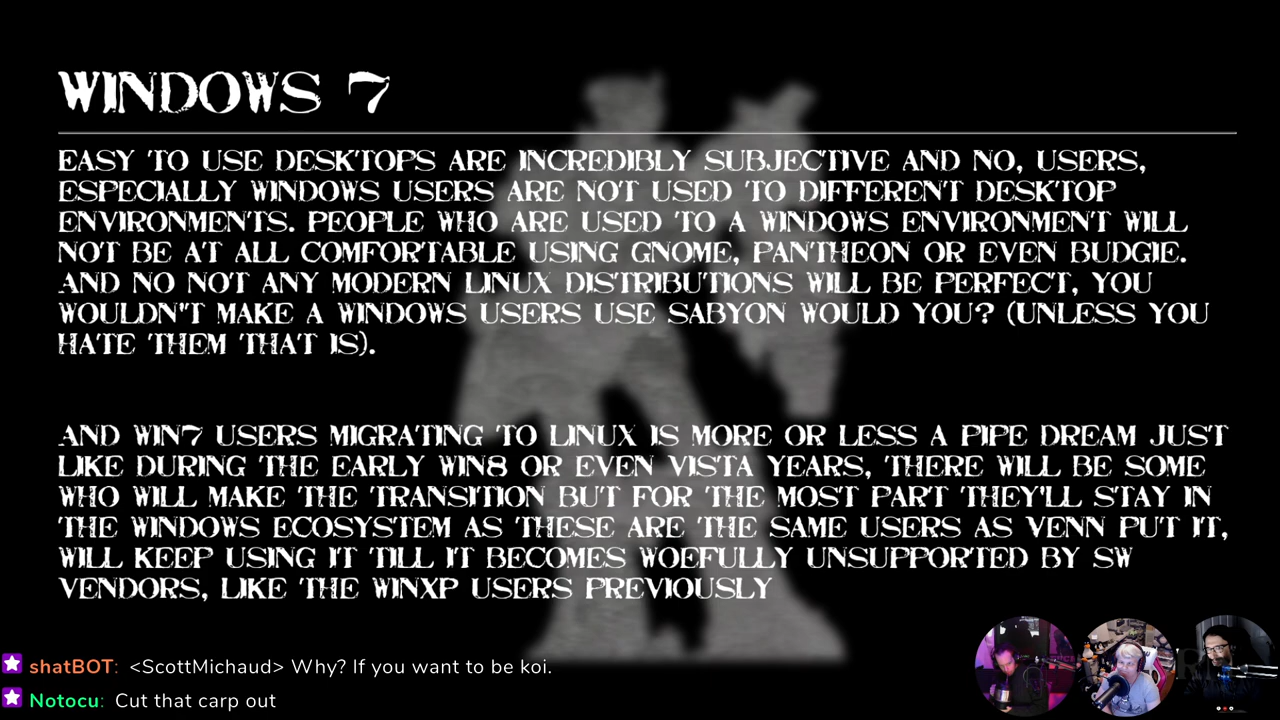 WINDOWS 7
EASY TO USE DESKTOPS ARE INCREDIBLY SUBJECTIVE AND NO, USERS,
ESPECIALLY WINDOWS USERS ARE NOT USED TO DIFFERENT DESKTOP
ENVIRONMENTS. PEOPLE WHO ARE USED TO A WINDOWS ENVIRONMENT WILL
NOT BE AT ALL COMFORTABLE USING GNOME, PANTHEON OR EVEN BUDGIE.
AND NO NOT ANY MODERN LINUX DISTRIBUTIONS WILL BE PERFECT, YOU
WOULDN'T MAKE A WINDOWS USERS USE SABYON WOULD YOU? (UNLESS YOU
HATE THEM THAT IS).
AND WIN7 USERS MIGRATING TO LINUX IS MORE OR LESS A PIPE DREAM JUST
LIKE DURING THE EARLY WIN8 OR EVEN VISTA YEARS, THERE WILL BE SOME
WHO WILL MAKE THE TRANSITION BUT FOR THE MOST PART THEY'LL STAY IN
THE WINDOWS ECOSYSTEM AS THESE ARE THE SAME USERS AS VENN PUT IT,
WILL KEEP USING IT TILL IT BECOMES WOEFULLY UNSUPPORTED BY SW
VENDORS, LIKE THE WINXP USERS PREVIOUSLY
shatBOT: <ScottMichaud> Why? If you want to be koi.
Notocu: Cut that carp out